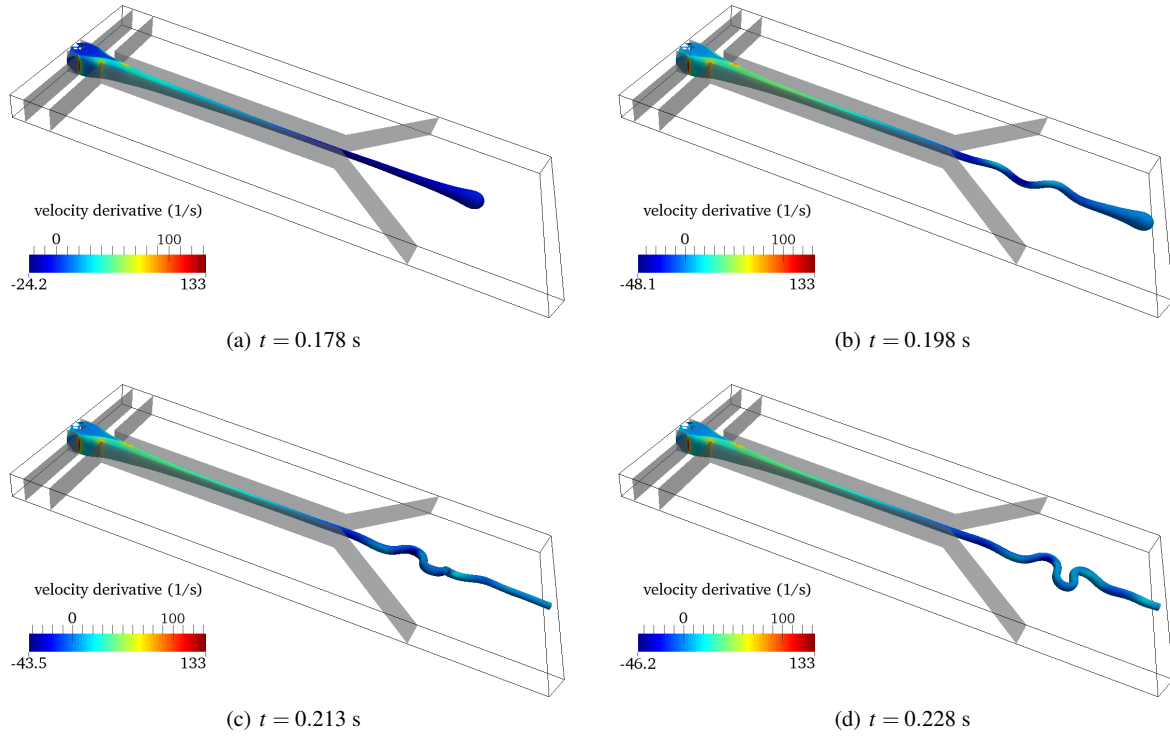 velocity derivative (1/s)
0 100
-24.2 133
(a) t = 0.178 s
velocity derivative (1/s)
0 100
-48.1 133
(b) t = 0.198 s
velocity derivative (1/s)
0 100
-43.5 133
(c) t = 0.213 s
velocity derivative (1/s)
0 100
-46.2 133
(d) t = 0.228 s